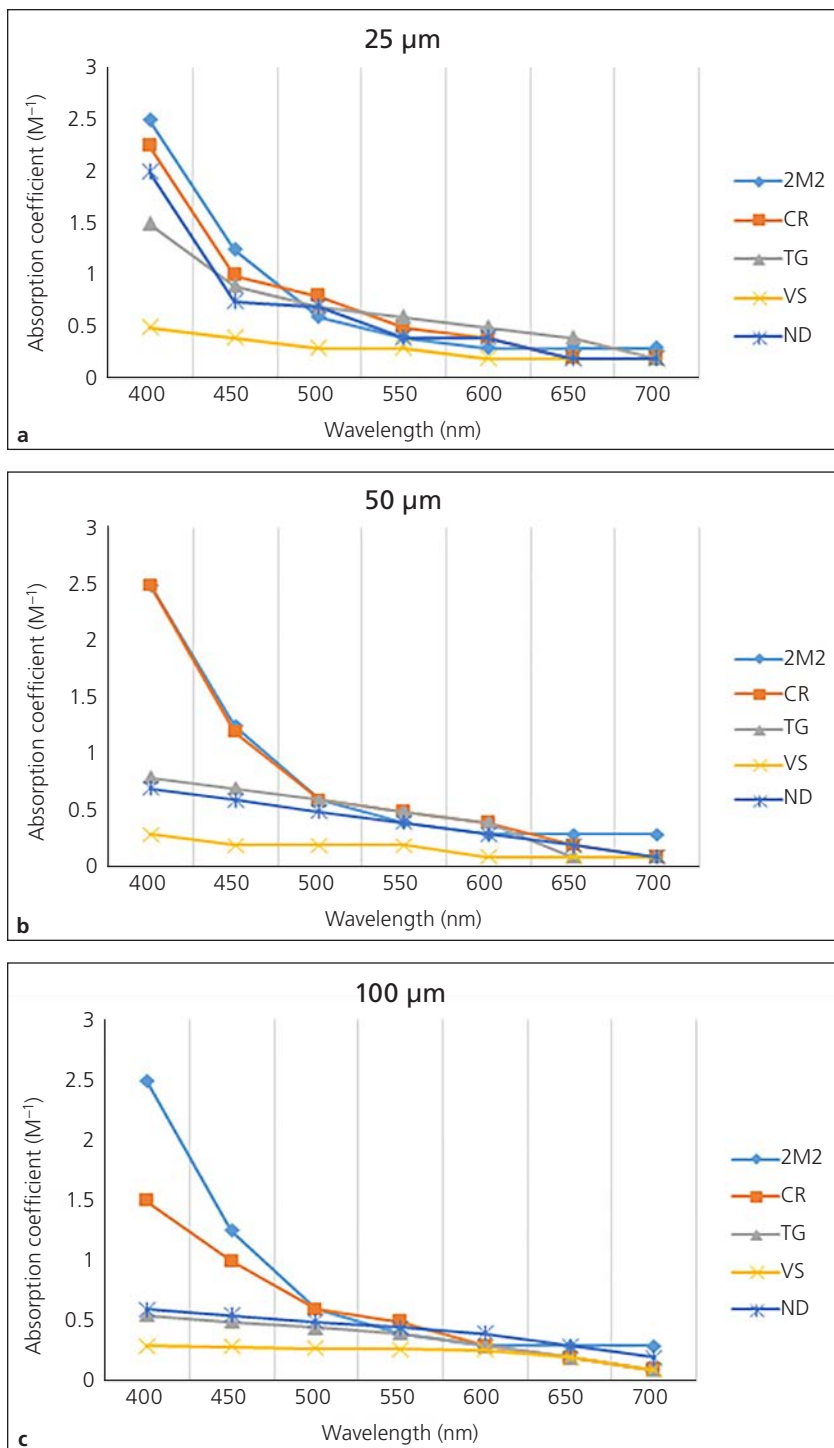 25 µm
Absorption coefficient (M⁻¹)
3
2.5
2
1.5
1
0.5
0
400 450 500 550 600 650 700
Wavelength (nm)
2M2
CR
TG
VS
ND
a
50 µm
Absorption coefficient (M⁻¹)
3
2.5
2
1.5
1
0.5
0
400 450 500 550 600 650 700
Wavelength (nm)
2M2
CR
TG
VS
ND
b
100 µm
Absorption coefficient (M⁻¹)
3
2.5
2
1.5
1
0.5
0
400 450 500 550 600 650 700
Wavelength (nm)
2M2
CR
TG
VS
ND
c